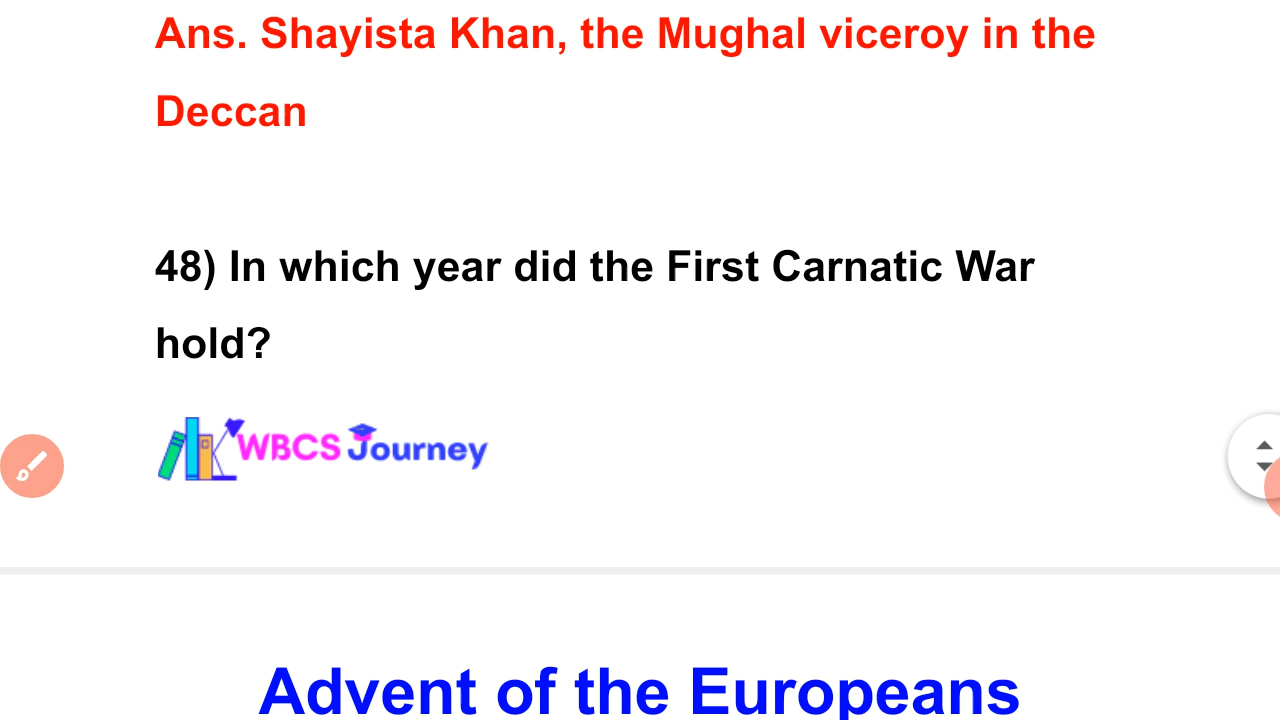 Ans. Shayista Khan, the Mughal viceroy in the
Deccan
48) In which year did the First Carnatic War
hold?
WBCS Journey
Advent of the Europeans